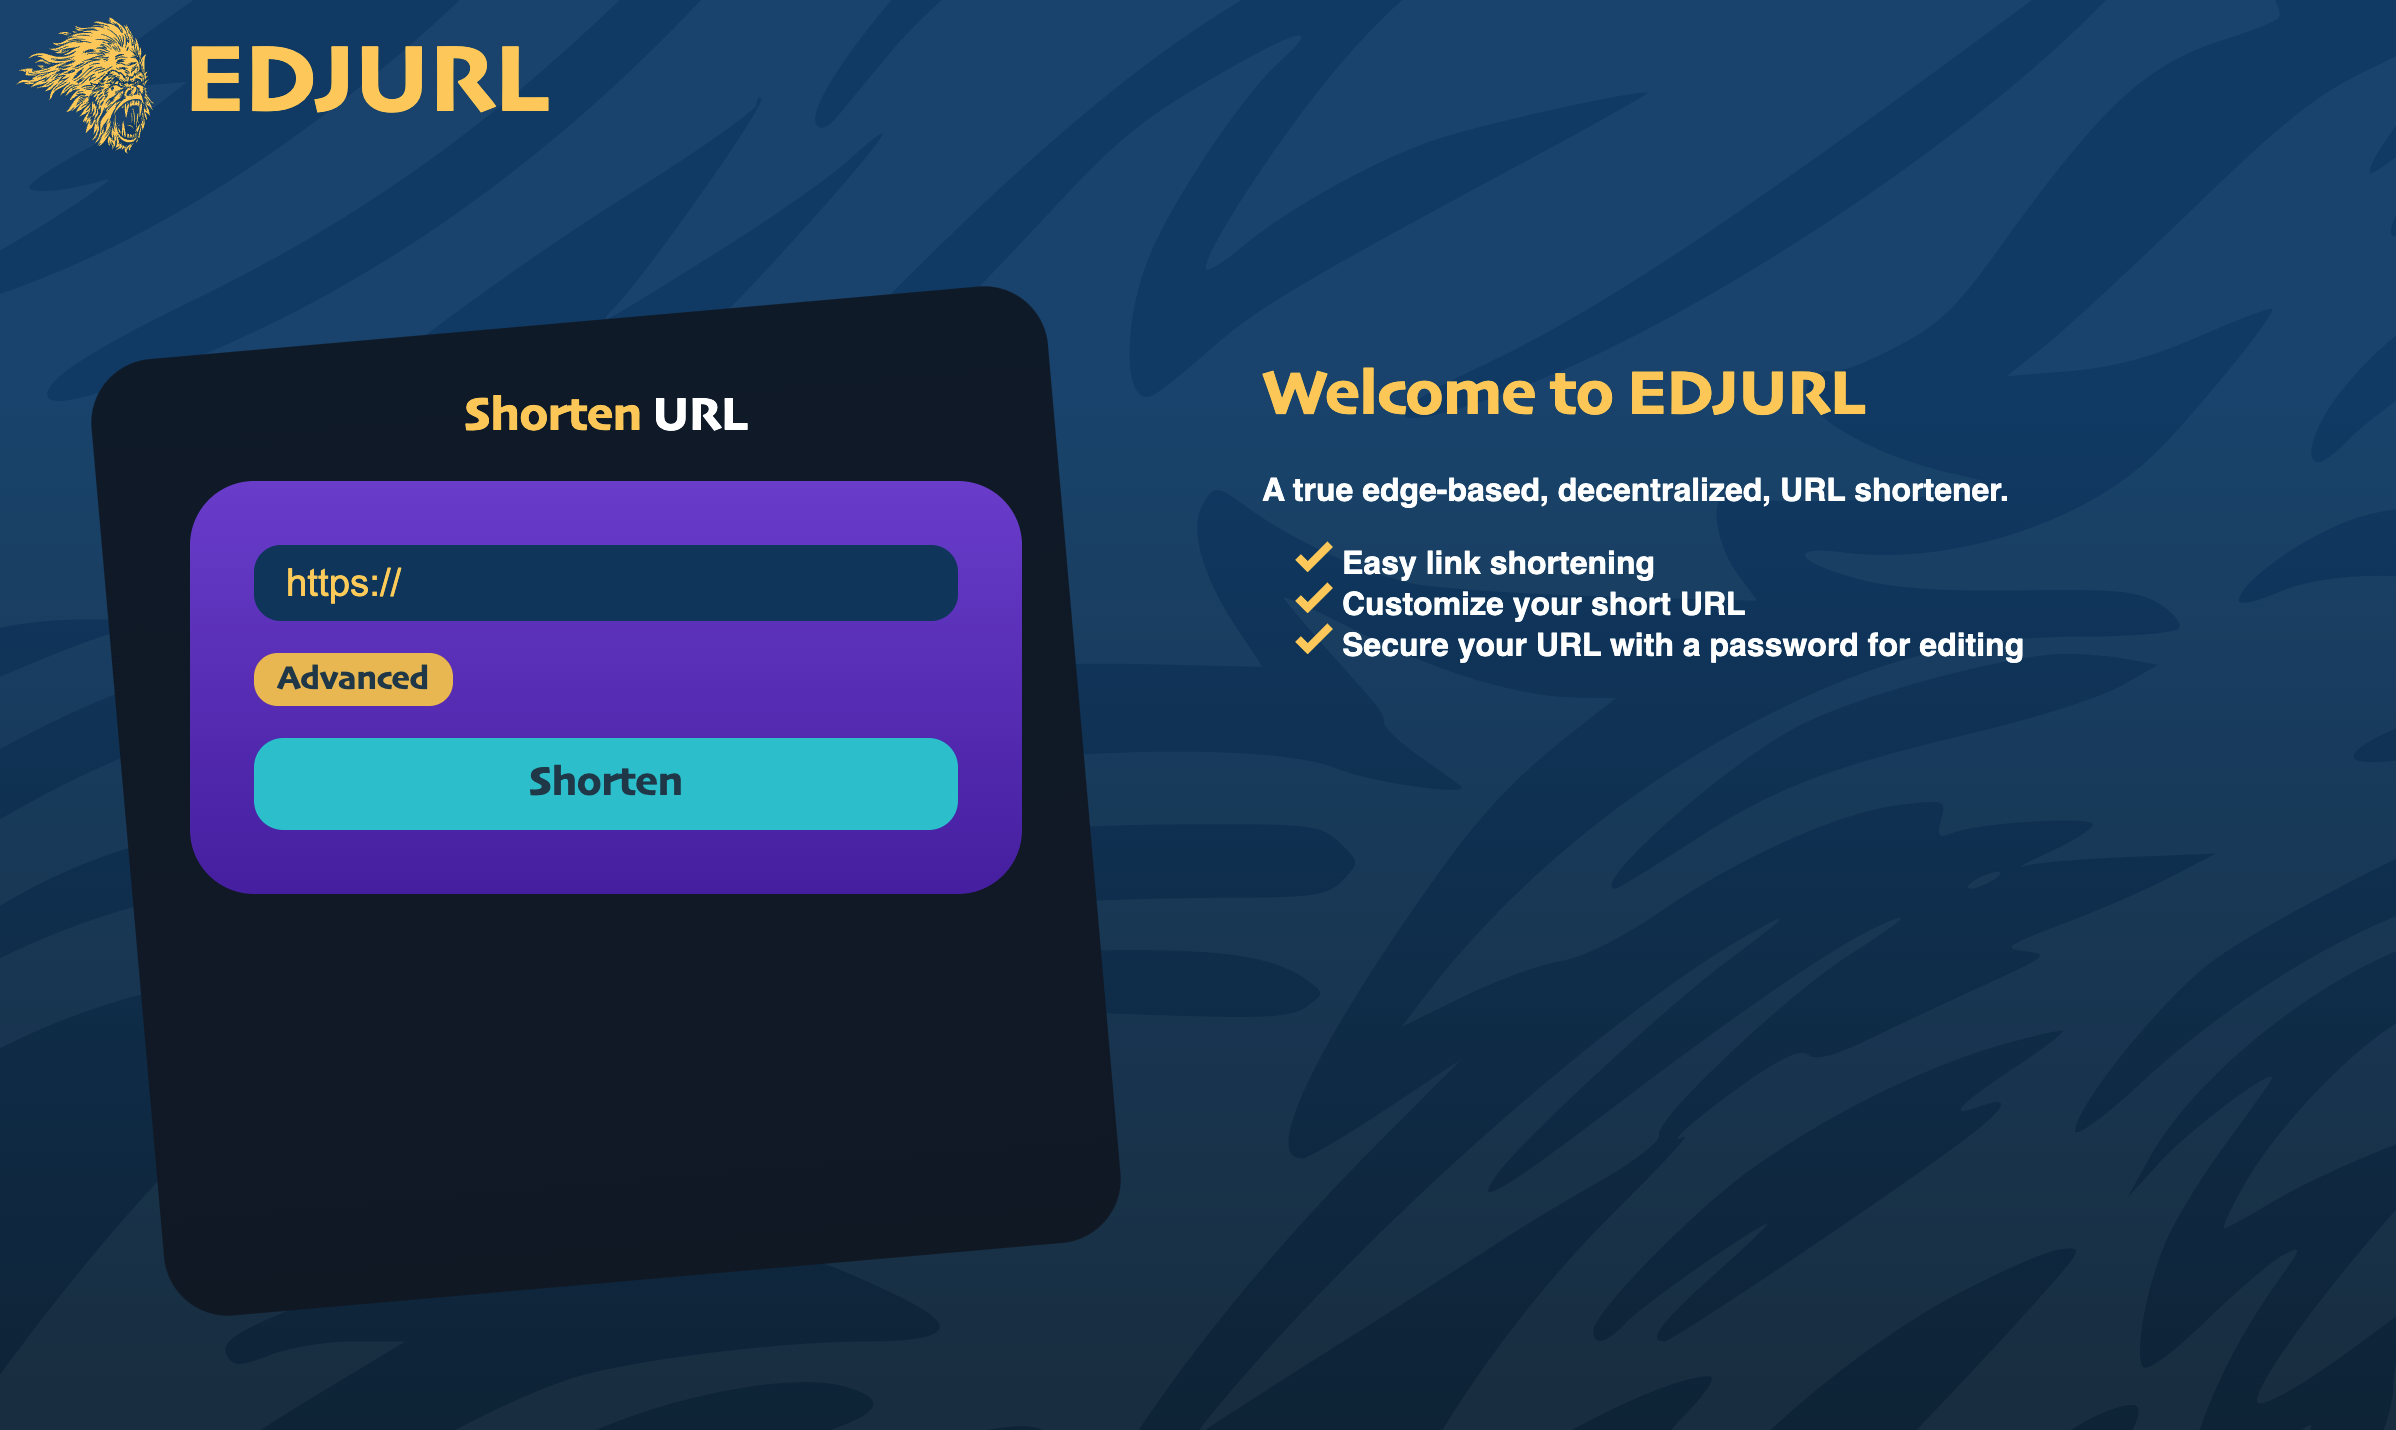 EDJURL
Shorten URL
https://
Advanced
Shorten
Welcome to EDJURL
A true edge-based, decentralized, URL shortener.
Easy link shortening
Customize your short URL
Secure your URL with a password for editing